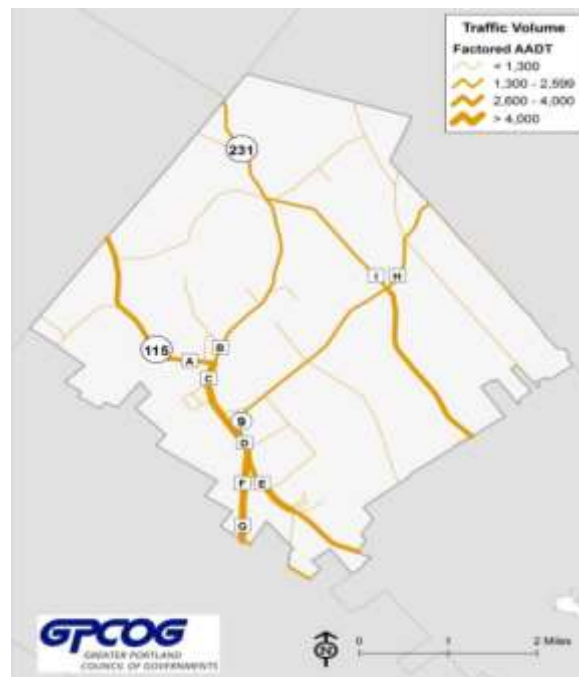 Traffic Volume
Factored AADT
< 1,300
1,300 - 2,599
2,600 - 4,000
> 4,000
231
I H
115
B
A
C
9
D
F E
G
GPCOG
GREATER PORTLAND
COUNCIL OF GOVERNMENTS
N
0 1 2 Miles